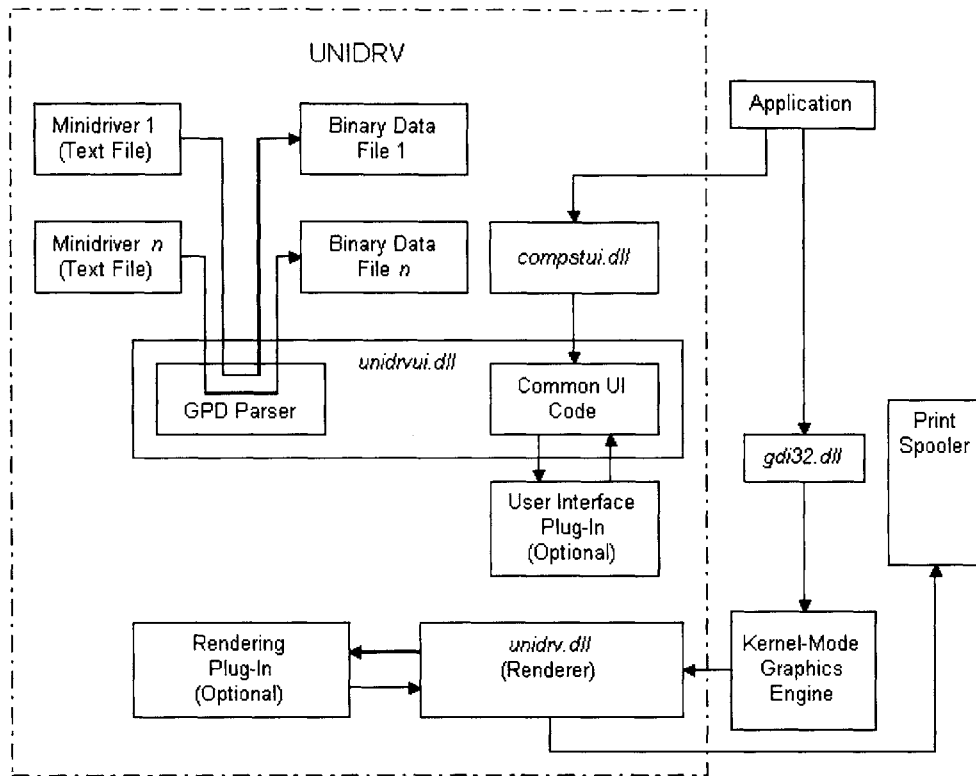 UNIDRV
Minidriver 1
(Text File)
Binary Data
File 1
Application
Minidriver n
(Text File)
Binary Data
File n
compstui.dll
unidrvui.dll
GPD Parser
Common UI
Code
Print
Spooler
gdi32.dll
User Interface
Plug-In
(Optional)
Rendering
Plug-In
(Optional)
unidrv.dll
(Renderer)
Kernel-Mode
Graphics
Engine